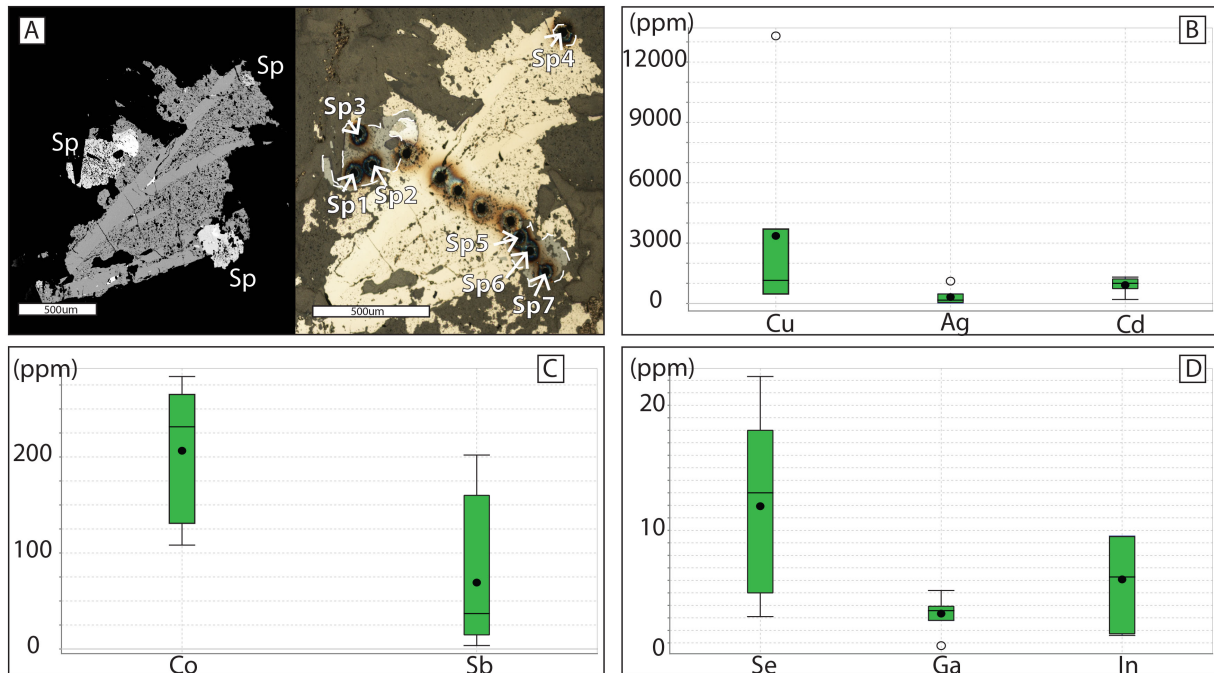 A
Sp
Sp
Sp
500um
Sp4
Sp3
Sp1
Sp2
Sp5
Sp6
Sp7
500um
(ppm)
B
12000
9000
6000
3000
0
Cu
Ag
Cd
(ppm)
C
200
100
0
Co
Sb
(ppm)
D
20
10
0
Se
Ga
In